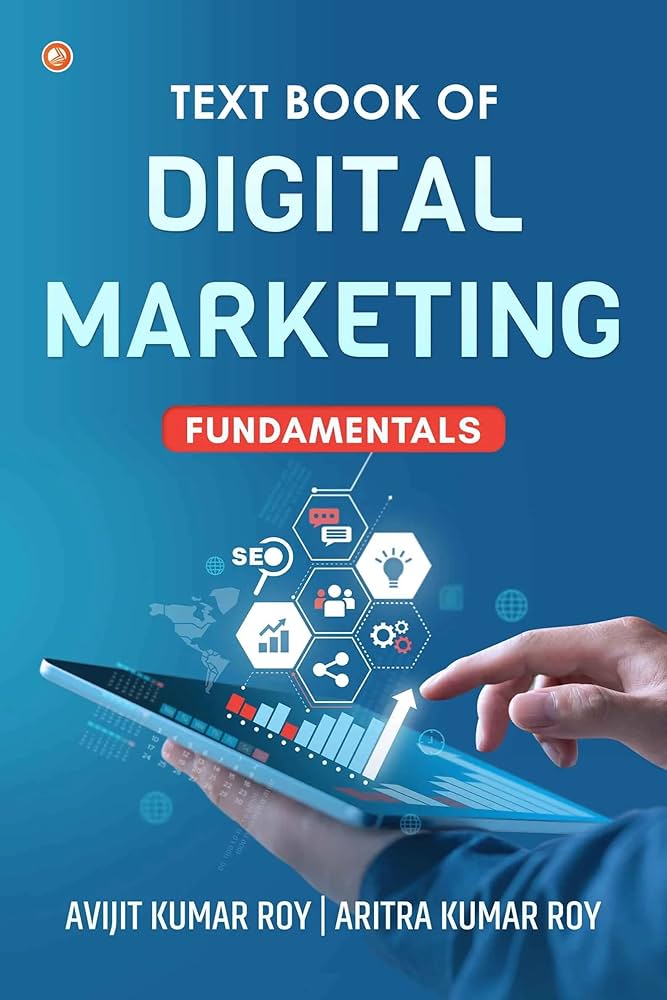 TEXT BOOK OF
DIGITAL
MARKETING
FUNDAMENTALS
SEO
AVIJIT KUMAR ROY | ARITRA KUMAR ROY